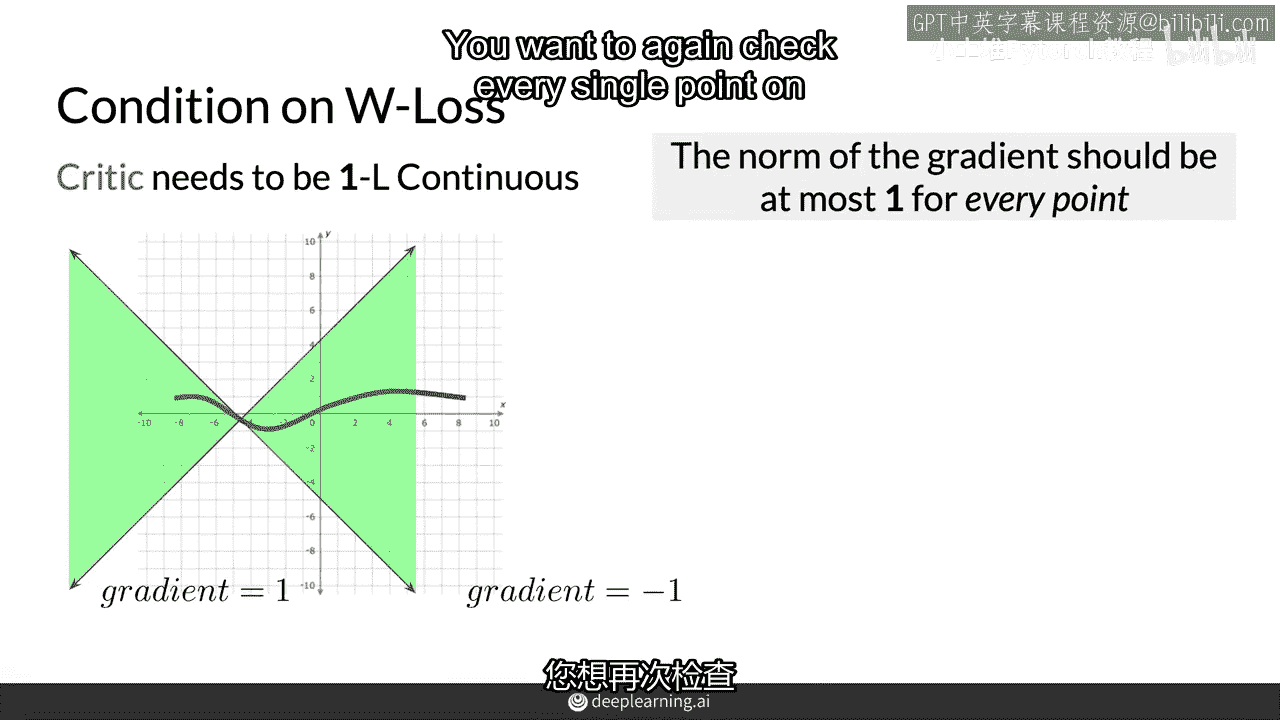 GPT中英字幕课程资源@bilibili.com
You want to again check
every single point on
Condition on W-Loss
Critic needs to be 1-L Continuous
The norm of the gradient should be
at most 1 for every point
y
10
8
6
4
2
x
-10 -8 -6 -4 -2 0 2 4 6 8 10
-2
-4
-6
-8
-10
gradient = 1
gradient = −1
您想再次检查
deeplearning.ai